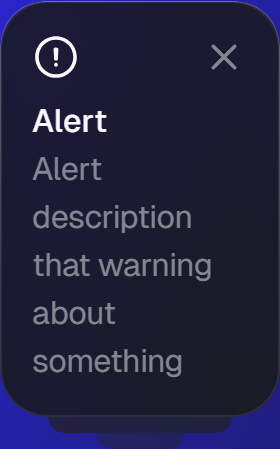 Alert
Alert
description
that warning
about
something